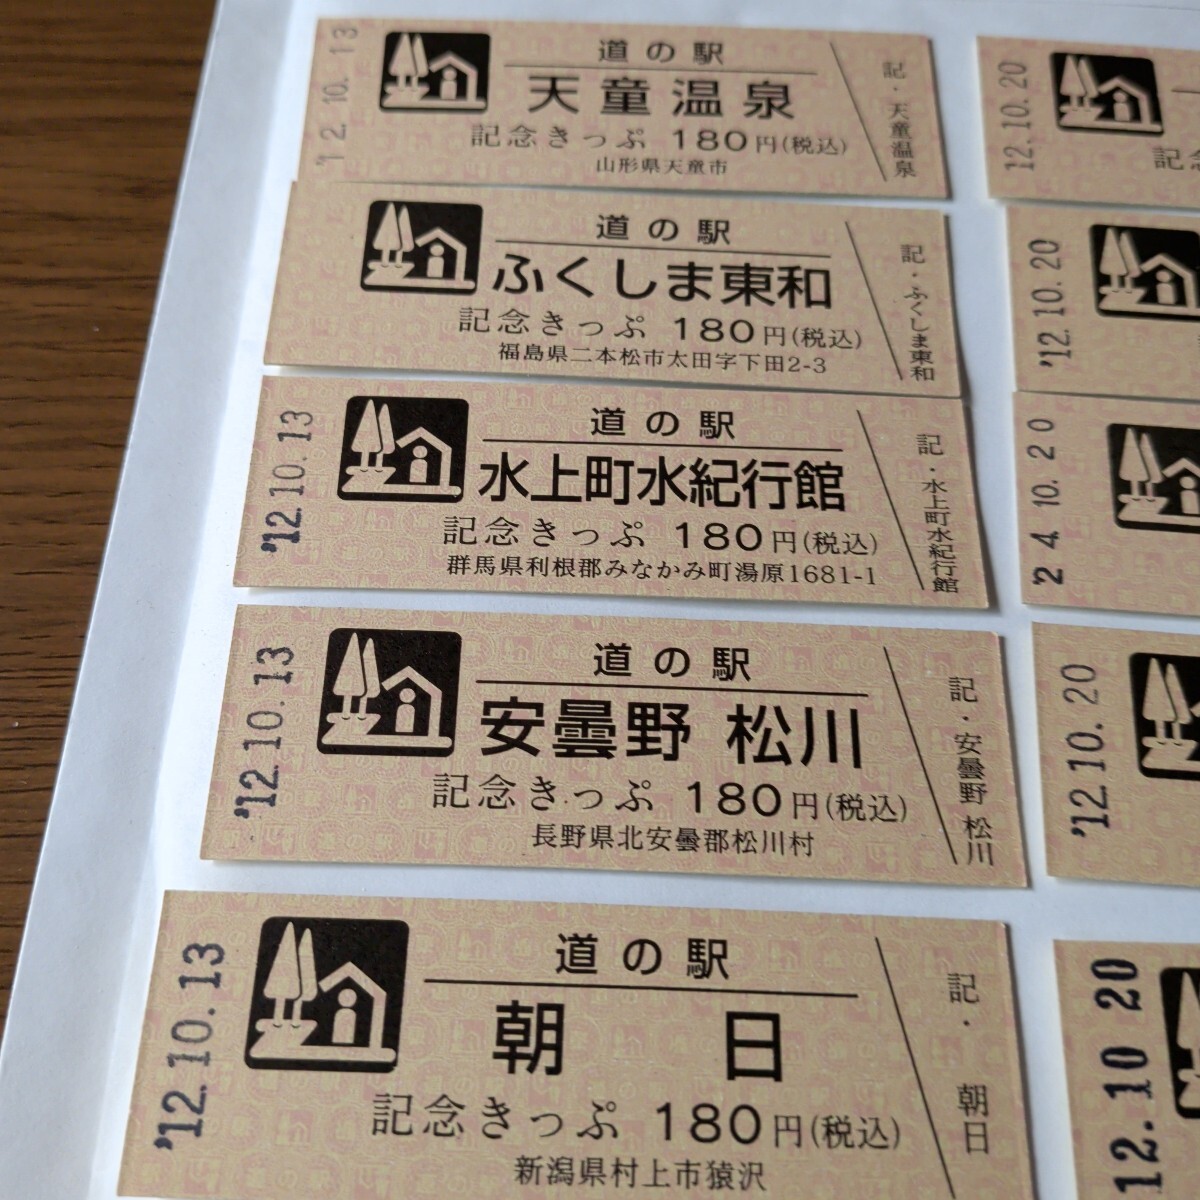 '12.10.13
道の駅
天童温泉
記念きっぷ 180円(税込)
山形県天童市
記・天童温泉
道の駅
ふくしま東和
記念きっぷ 180円(税込)
福島県二本松市太田字下田2-3
記・ふくしま東和
'12.10.13
道の駅
水上町水紀行館
記念きっぷ 180円(税込)
群馬県利根郡みなかみ町湯原1681-1
記・水上町水紀行館
'12.10.13
道の駅
安曇野 松川
記念きっぷ 180円(税込)
長野県北安曇郡松川村
記・安曇野 松川
'12.10.13
道の駅
朝 日
記念きっぷ 180円(税込)
新潟県村上市猿沢
記・朝日
12.10.20
記念
'12.10.20
'2 4.10.20
'12.10.20
'12.10 20